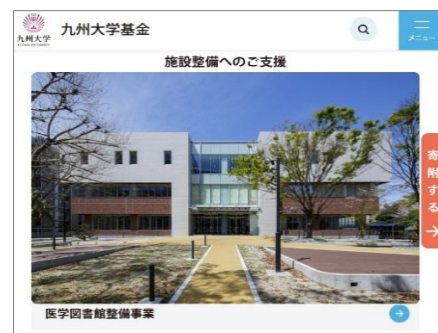 九州大学
九州大学基金
メニュー
施設整備へのご支援
寄附する
医学図書館整備事業